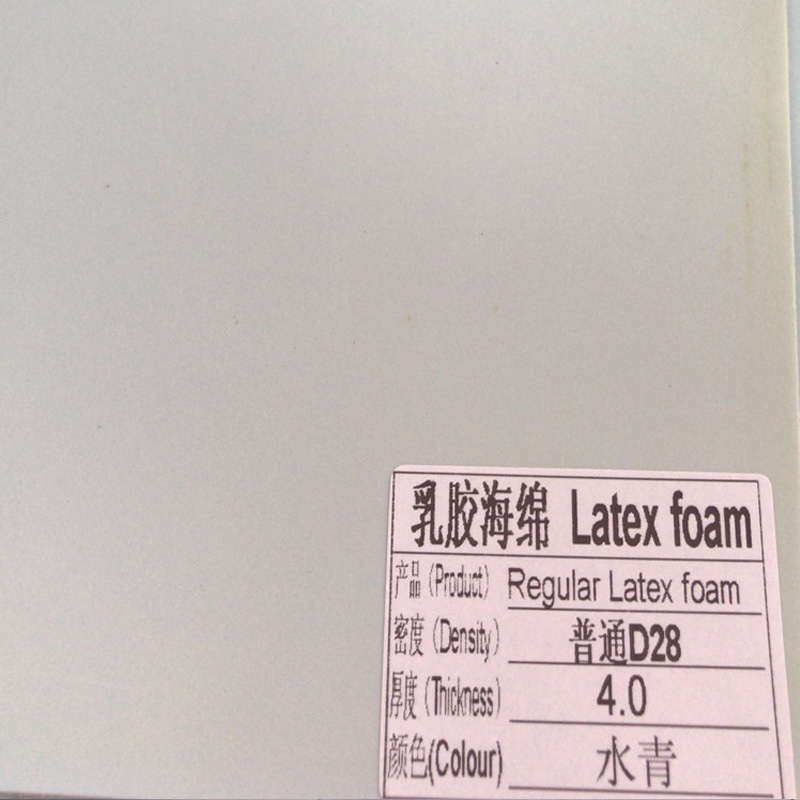 乳胶海绵 Latex foam
产品（Product） Regular Latex foam
密度（Density） 普通D28
厚度（Thickness） 4.0
颜色(Colour) 水青